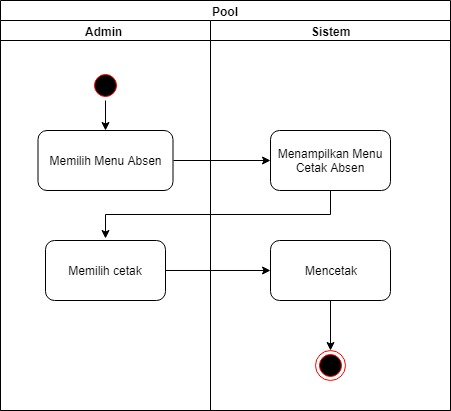 Pool
Admin
Sistem
Memilih Menu Absen
Menampilkan Menu
Cetak Absen
Memilih cetak
Mencetak